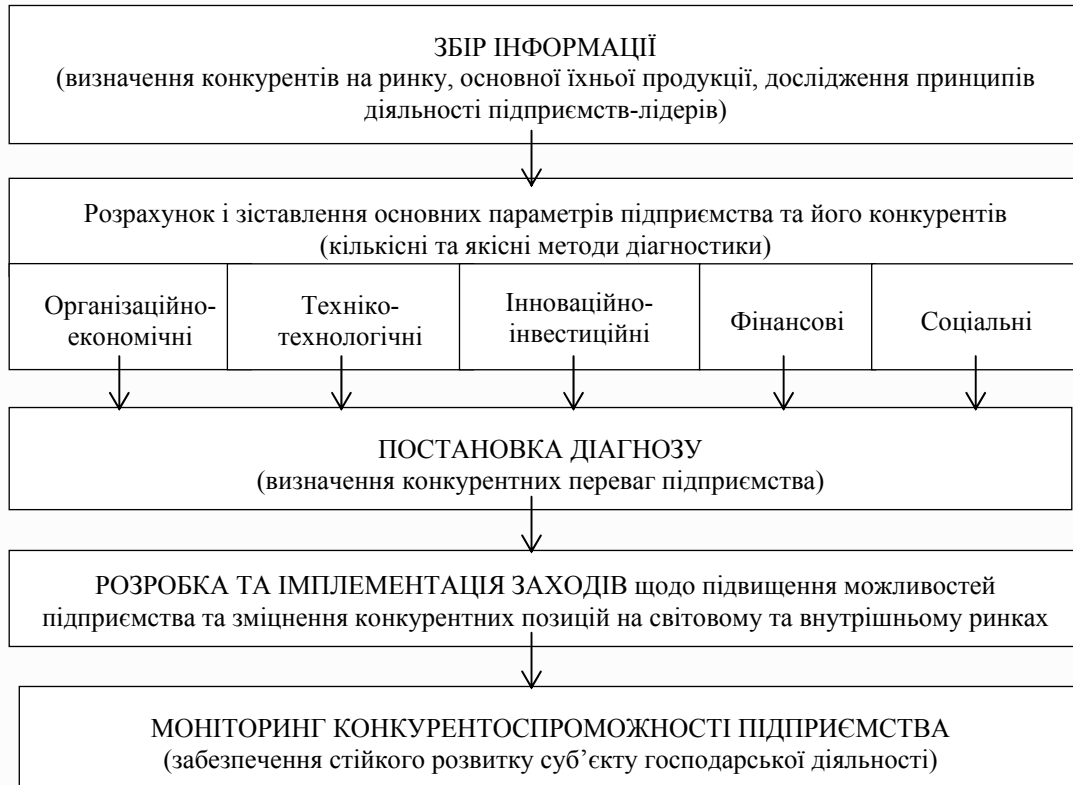 ЗБІР ІНФОРМАЦІЇ
(визначення конкурентів на ринку, основної їхньої продукції, дослідження принципів
діяльності підприємств-лідерів)
Розрахунок і зіставлення основних параметрів підприємства та його конкурентів
(кількісні та якісні методи діагностики)
Організаційно-
економічні
Техніко-
технологічні
Інноваційно-
інвестиційні
Фінансові
Соціальні
ПОСТАНОВКА ДІАГНОЗУ
(визначення конкурентних переваг підприємства)
РОЗРОБКА ТА ІМПЛЕМЕНТАЦІЯ ЗАХОДІВ щодо підвищення можливостей
підприємства та зміцнення конкурентних позицій на світовому та внутрішньому ринках
МОНІТОРИНГ КОНКУРЕНТОСПРОМОЖНОСТІ ПІДПРИЄМСТВА
(забезпечення стійкого розвитку суб’єкту господарської діяльності)